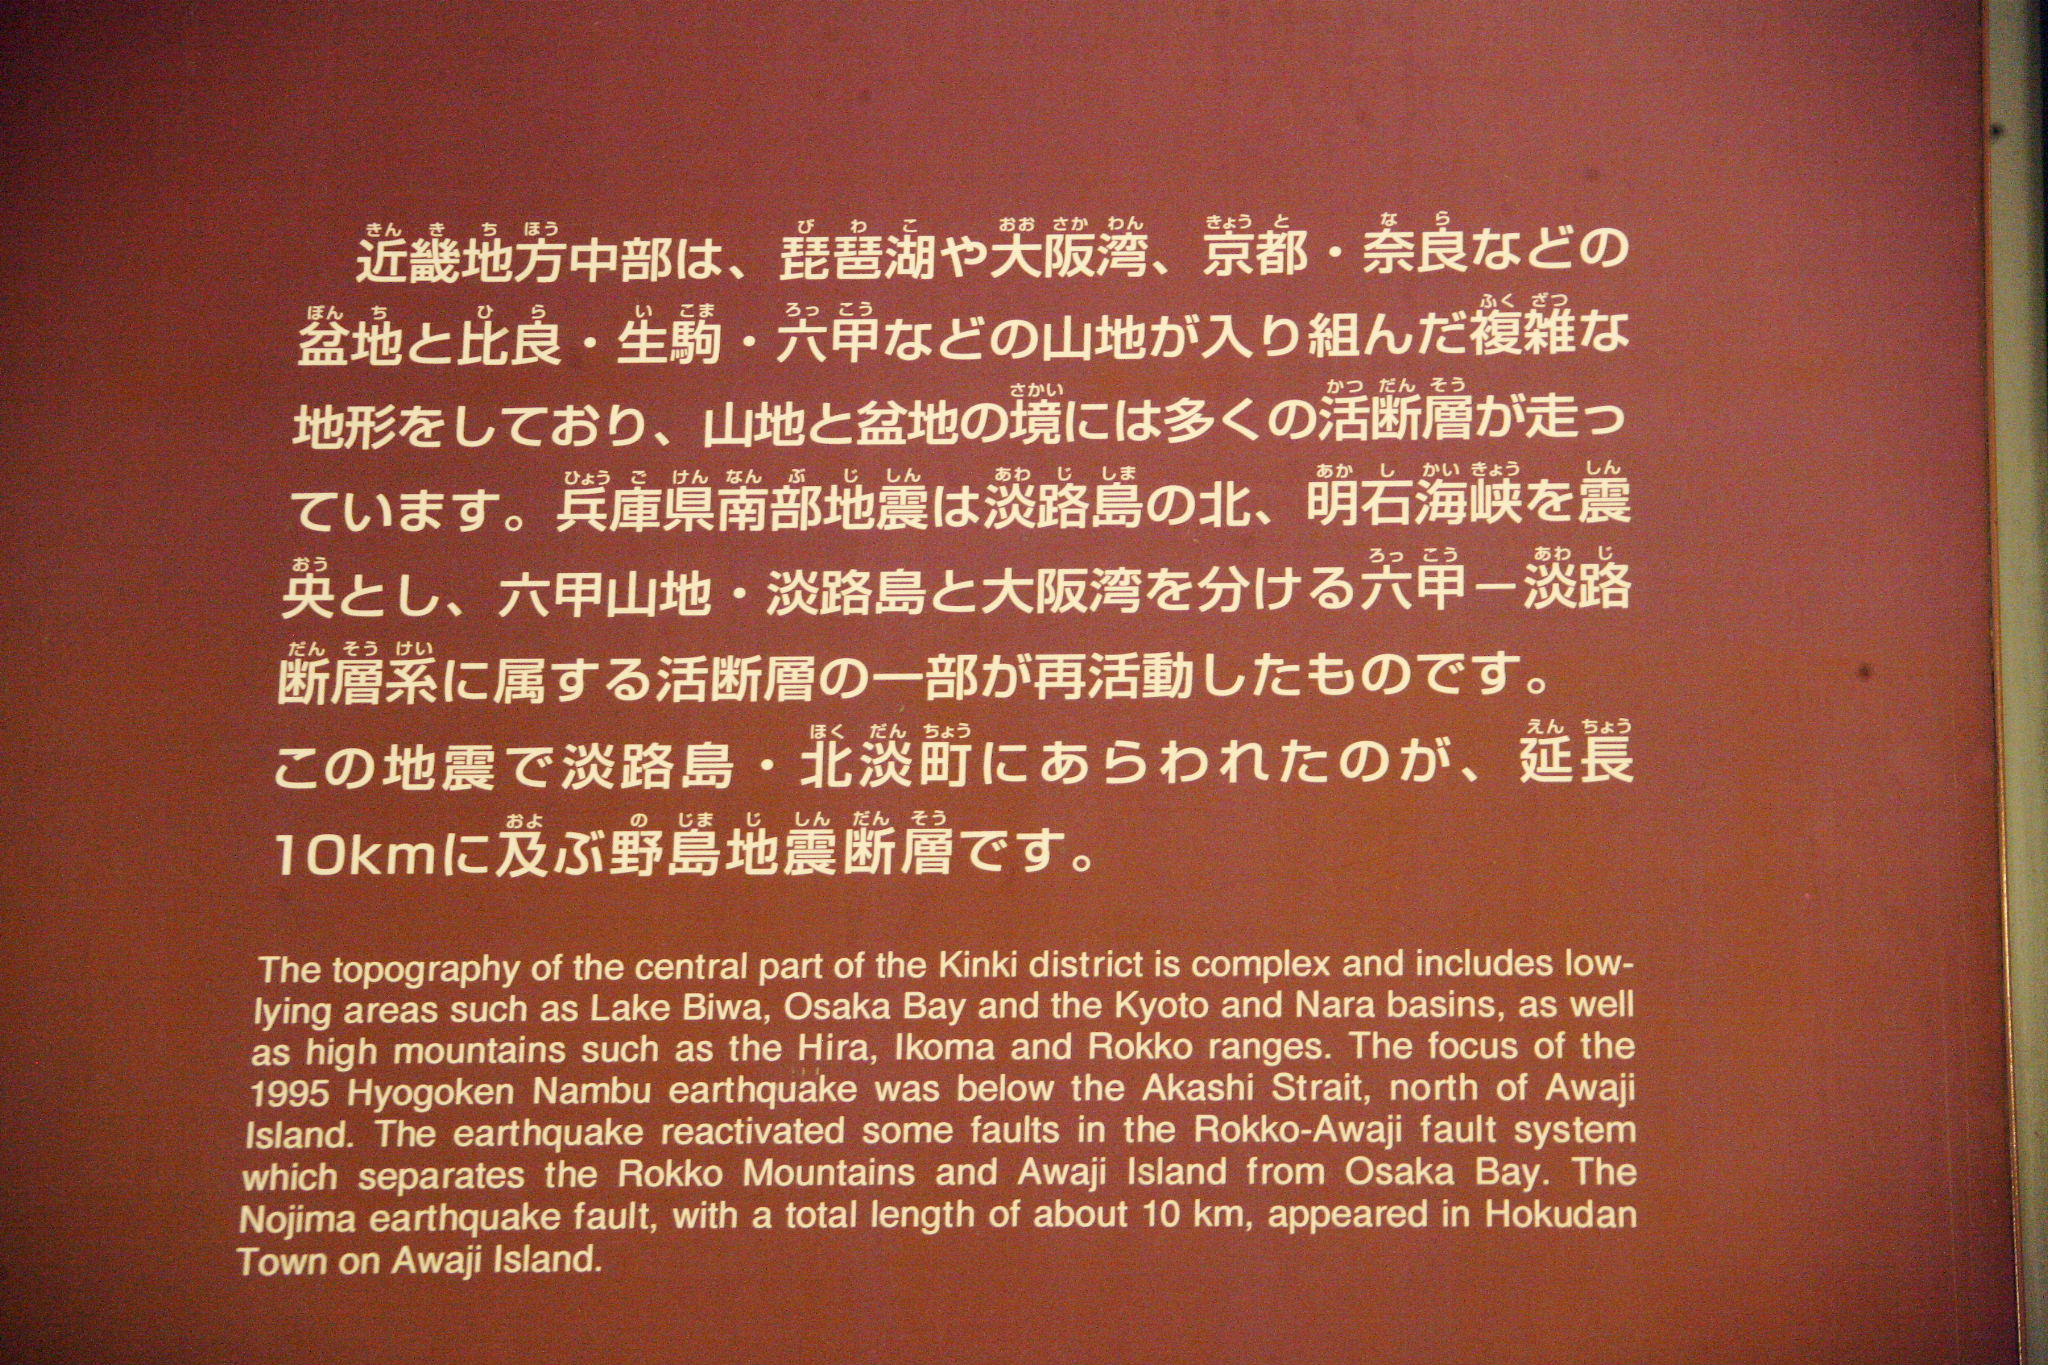 近畿地方中部は、琵琶湖や大阪湾、京都・奈良などの
盆地と比良・生駒・六甲などの山地が入り組んだ複雑な
地形をしており、山地と盆地の境には多くの活断層が走っ
ています。兵庫県南部地震は淡路島の北、明石海峡を震
央とし、六甲山地・淡路島と大阪湾を分ける六甲－淡路
断層系に属する活断層の一部が再活動したものです。
この地震で淡路島・北淡町にあらわれたのが、延長
10kmに及ぶ野島地震断層です。
The topography of the central part of the Kinki district is complex and includes low-
lying areas such as Lake Biwa, Osaka Bay and the Kyoto and Nara basins, as well
as high mountains such as the Hira, Ikoma and Rokko ranges. The focus of the
1995 Hyogoken Nambu earthquake was below the Akashi Strait, north of Awaji
Island. The earthquake reactivated some faults in the Rokko-Awaji fault system
which separates the Rokko Mountains and Awaji Island from Osaka Bay. The
Nojima earthquake fault, with a total length of about 10 km, appeared in Hokudan
Town on Awaji Island.